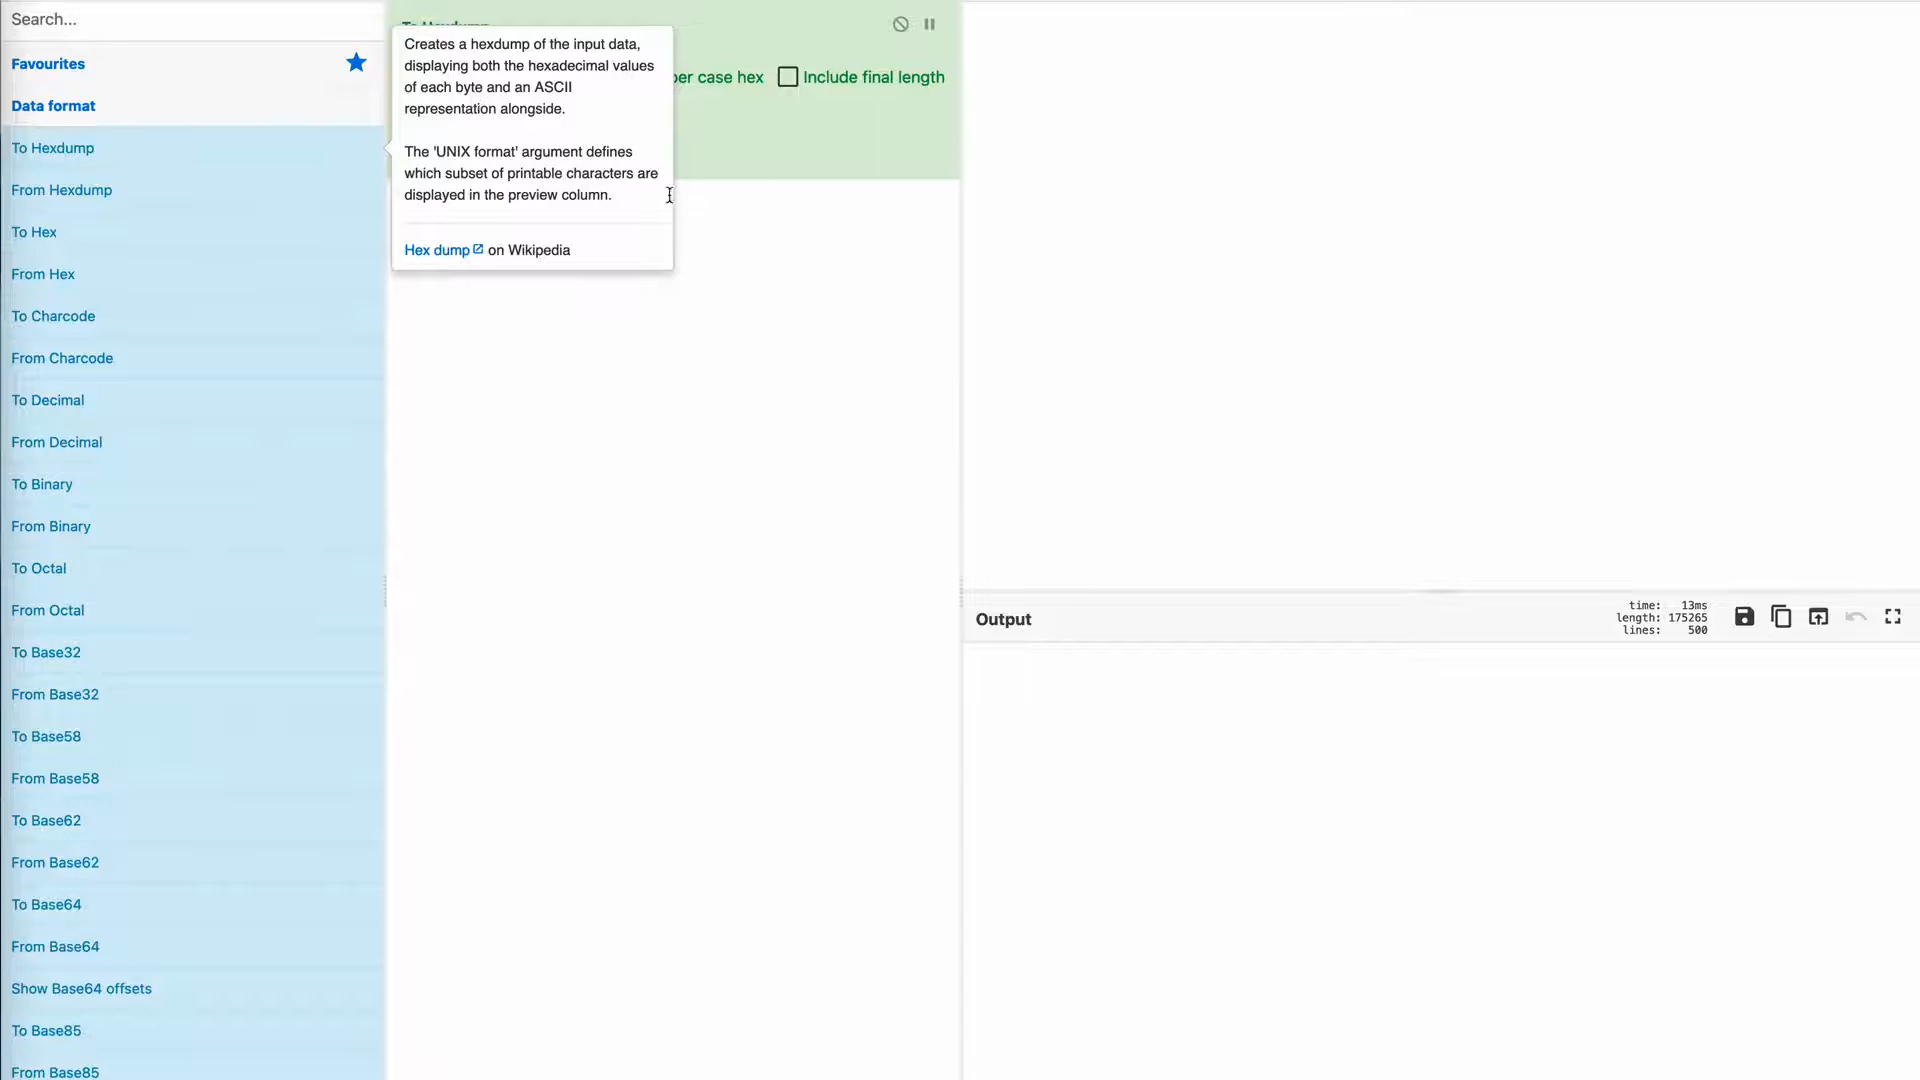 Search...
Favourites
Data format
To Hexdump
From Hexdump
To Hex
From Hex
To Charcode
From Charcode
To Decimal
From Decimal
To Binary
From Binary
To Octal
From Octal
To Base32
From Base32
To Base58
From Base58
To Base62
From Base62
To Base64
From Base64
Show Base64 offsets
To Base85
From Base85
Creates a hexdump of the input data,
displaying both the hexadecimal values
of each byte and an ASCII
representation alongside.
The 'UNIX format' argument defines
which subset of printable characters are
displayed in the preview column.
Hex dump on Wikipedia
case hex
Include final length
Output
time: 13ms
length: 175265
lines: 500